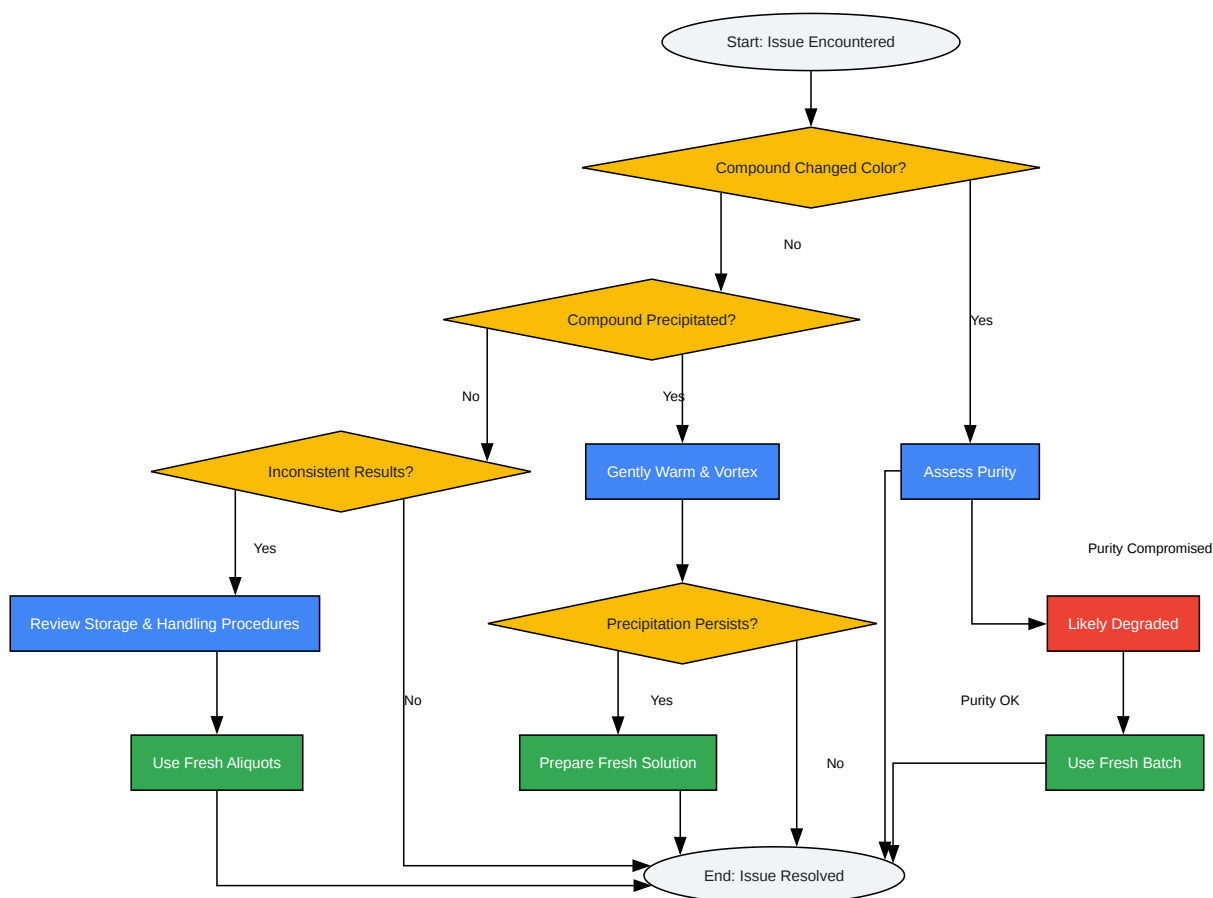 Start: Issue Encountered
Compound Changed Color?
No
Compound Precipitated?
Yes
No
Yes
Inconsistent Results?
Gently Warm & Vortex
Assess Purity
Yes
Purity Compromised
Review Storage & Handling Procedures
Precipitation Persists?
Likely Degraded
No
Yes
Purity OK
Use Fresh Aliquots
Prepare Fresh Solution
No
Use Fresh Batch
End: Issue Resolved